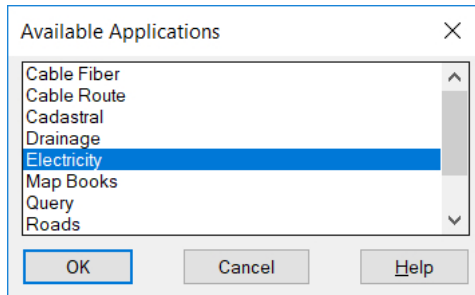 Available Applications
Cable Fiber
Cable Route
Cadastral
Drainage
Electricity
Map Books
Query
Roads
OK Cancel Help